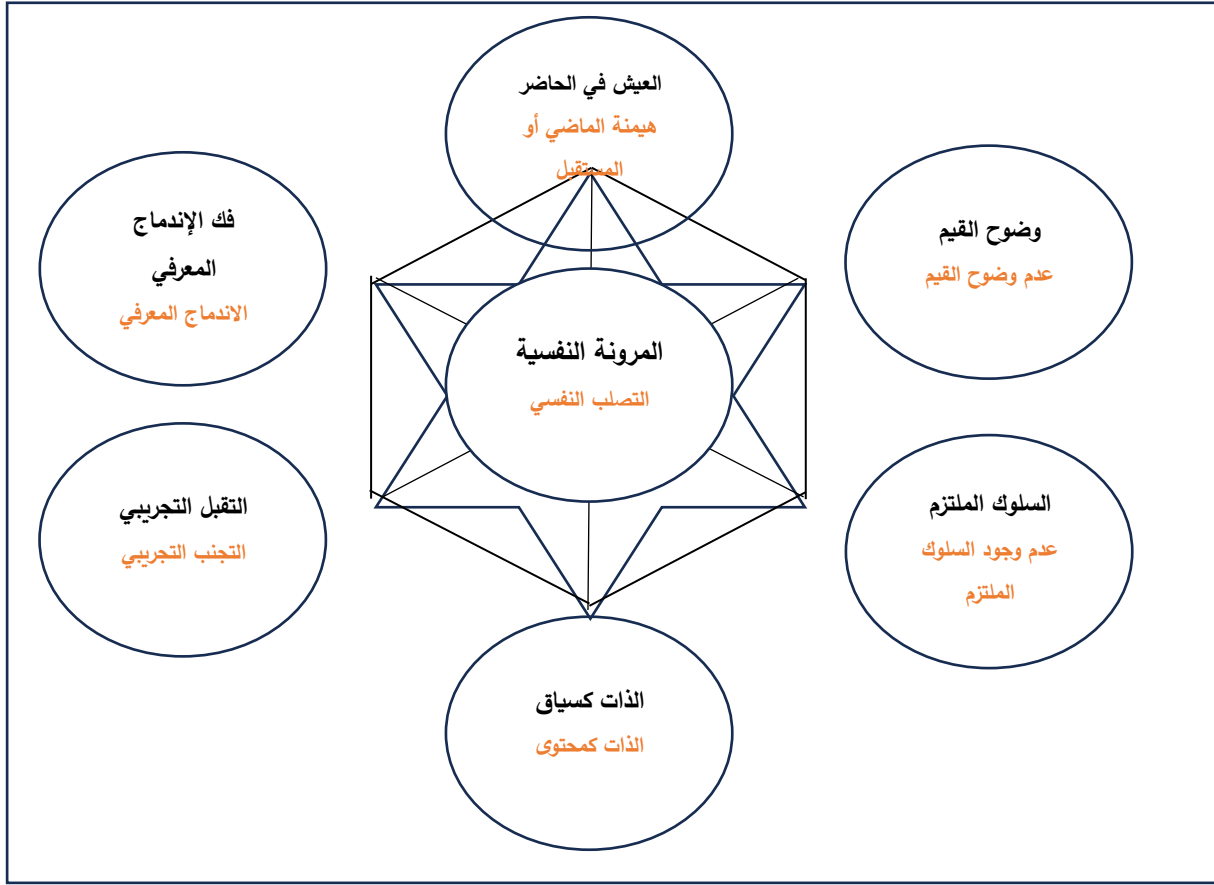 العيش في الحاضر
هيمنة الماضي أو
المستقبل
وضوح القيم
عدم وضوح القيم
فك الإندماج
المعرفي
الاندماج المعرفي
المرونة النفسية
التصلب النفسي
السلوك الملتزم
عدم وجود السلوك
الملتزم
التقبل التجريبي
التجنب التجريبي
الذات كسياق
الذات كمحتوى